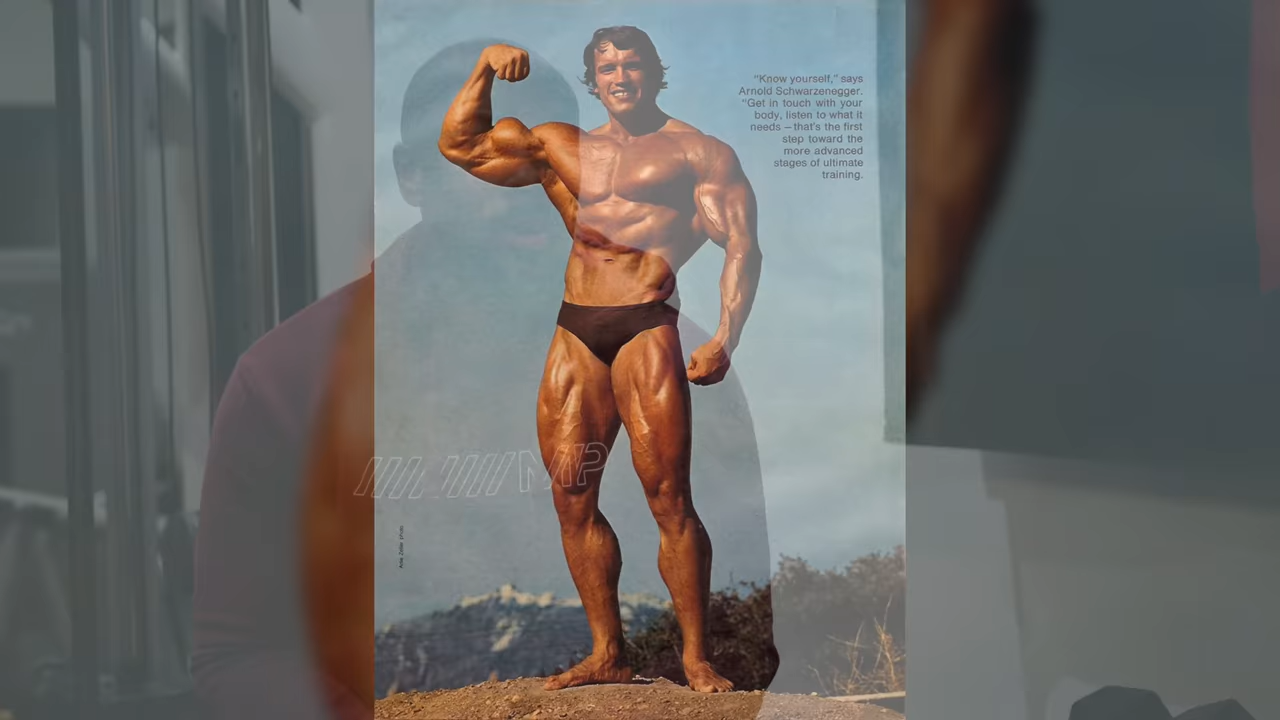 “Know yourself,” says
Arnold Schwarzenegger.
“Get in touch with your
body, listen to what it
needs — that's the first
step toward the
more advanced
stages of ultimate
training.